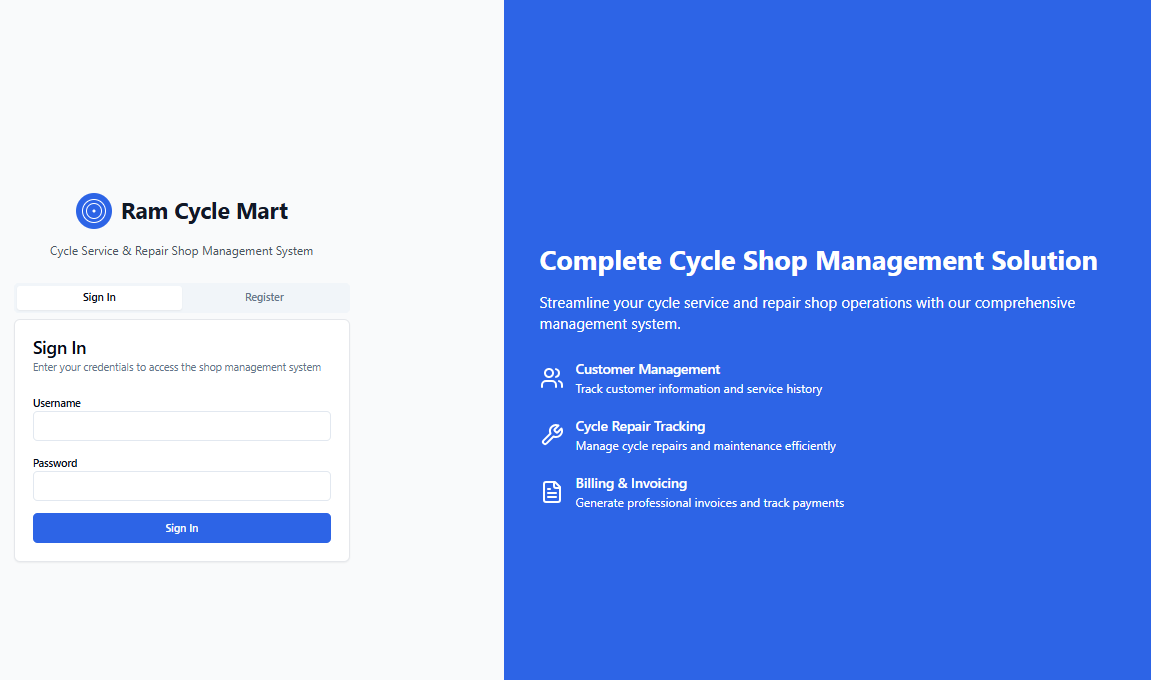 Ram Cycle Mart
Cycle Service & Repair Shop Management System
Sign In
Register
Sign In
Enter your credentials to access the shop management system
Username
Password
Sign In
Complete Cycle Shop Management Solution
Streamline your cycle service and repair shop operations with our comprehensive
management system.
Customer Management
Track customer information and service history
Cycle Repair Tracking
Manage cycle repairs and maintenance efficiently
Billing & Invoicing
Generate professional invoices and track payments